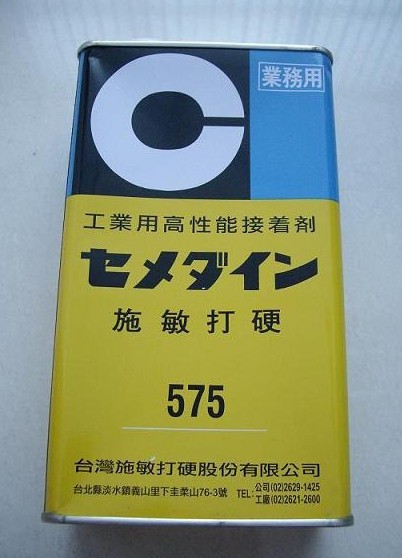 業務用
工業用高性能接着剤
セメダイン
施敏打硬
575
台灣施敏打硬股份有限公司
台北縣淡水鎮義山里下圭柔山76-3號 TEL: 公司(02)2629-1425
工廠(02)2621-2600